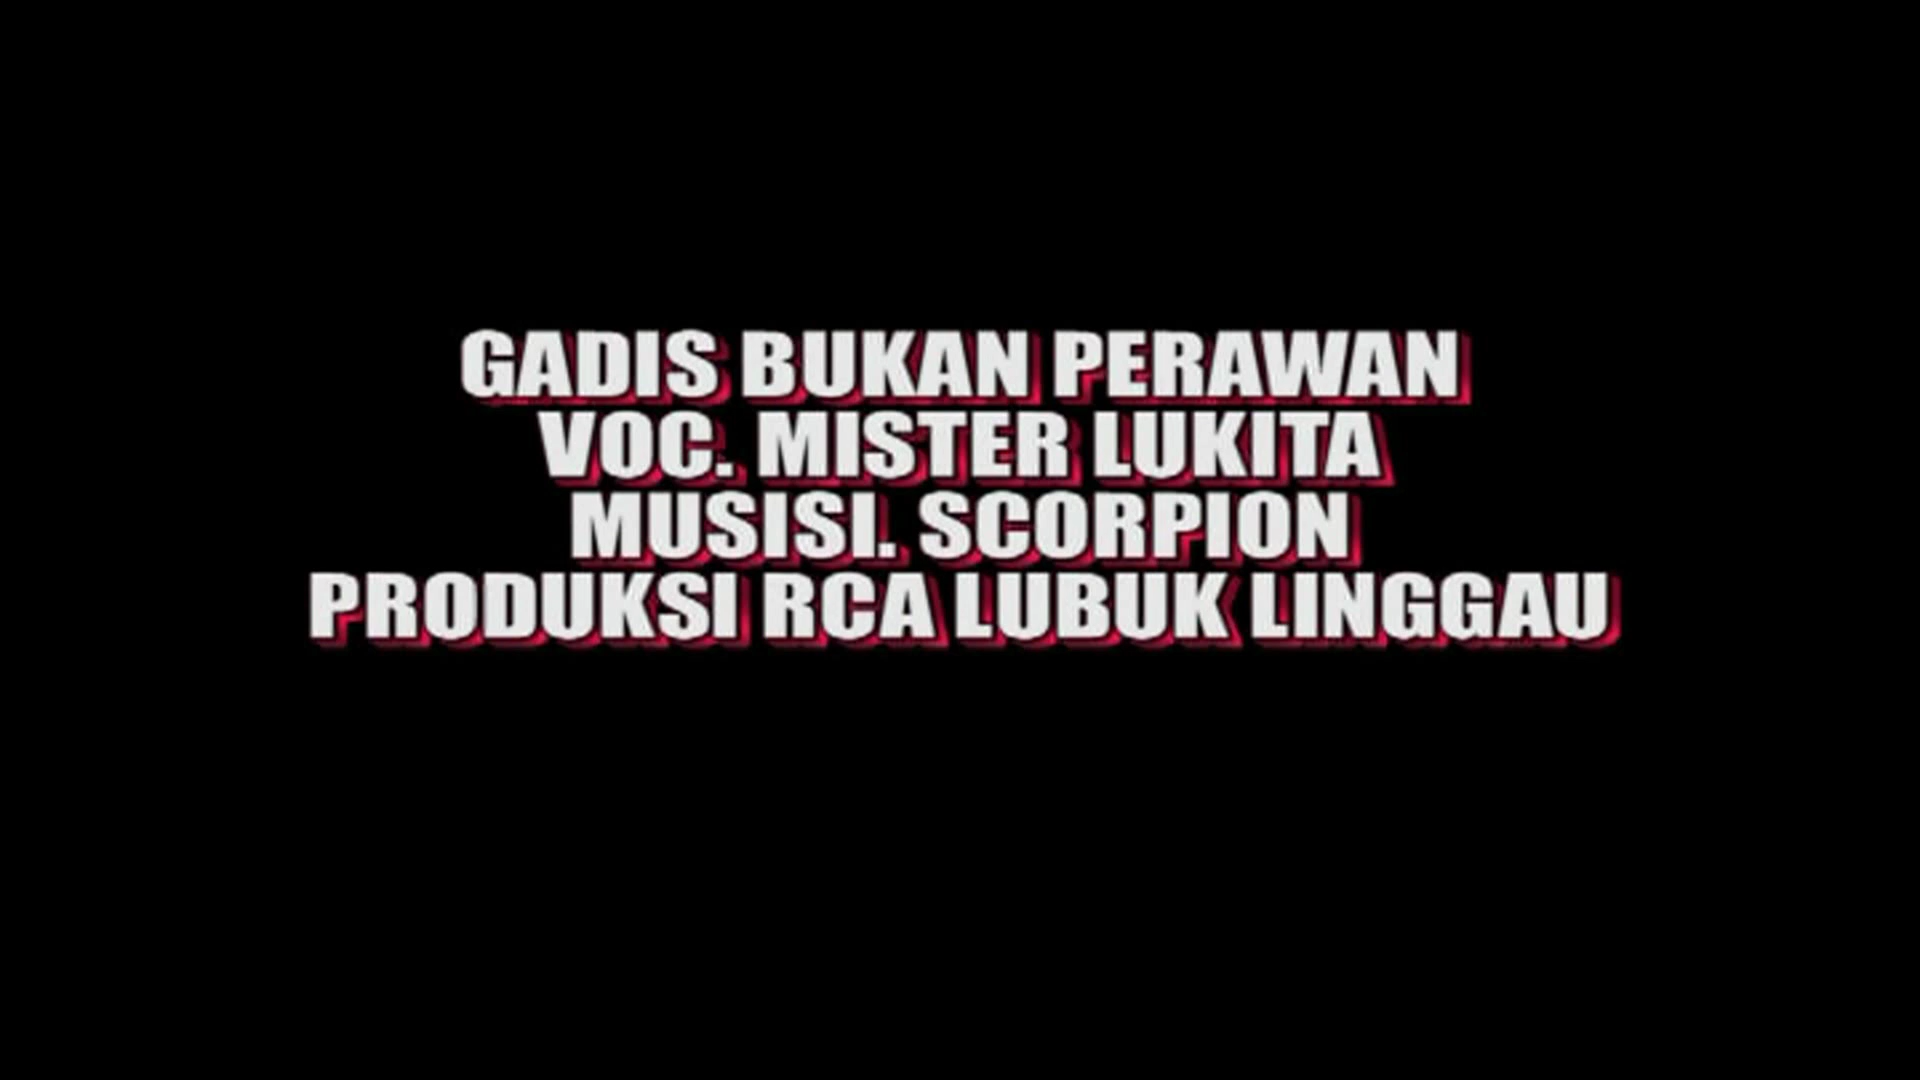 GADIS BUKAN PERAWAN
VOC. MISTER LUKITA
MUSISI. SCORPION
PRODUKSI RCA LUBUK LINGGAU